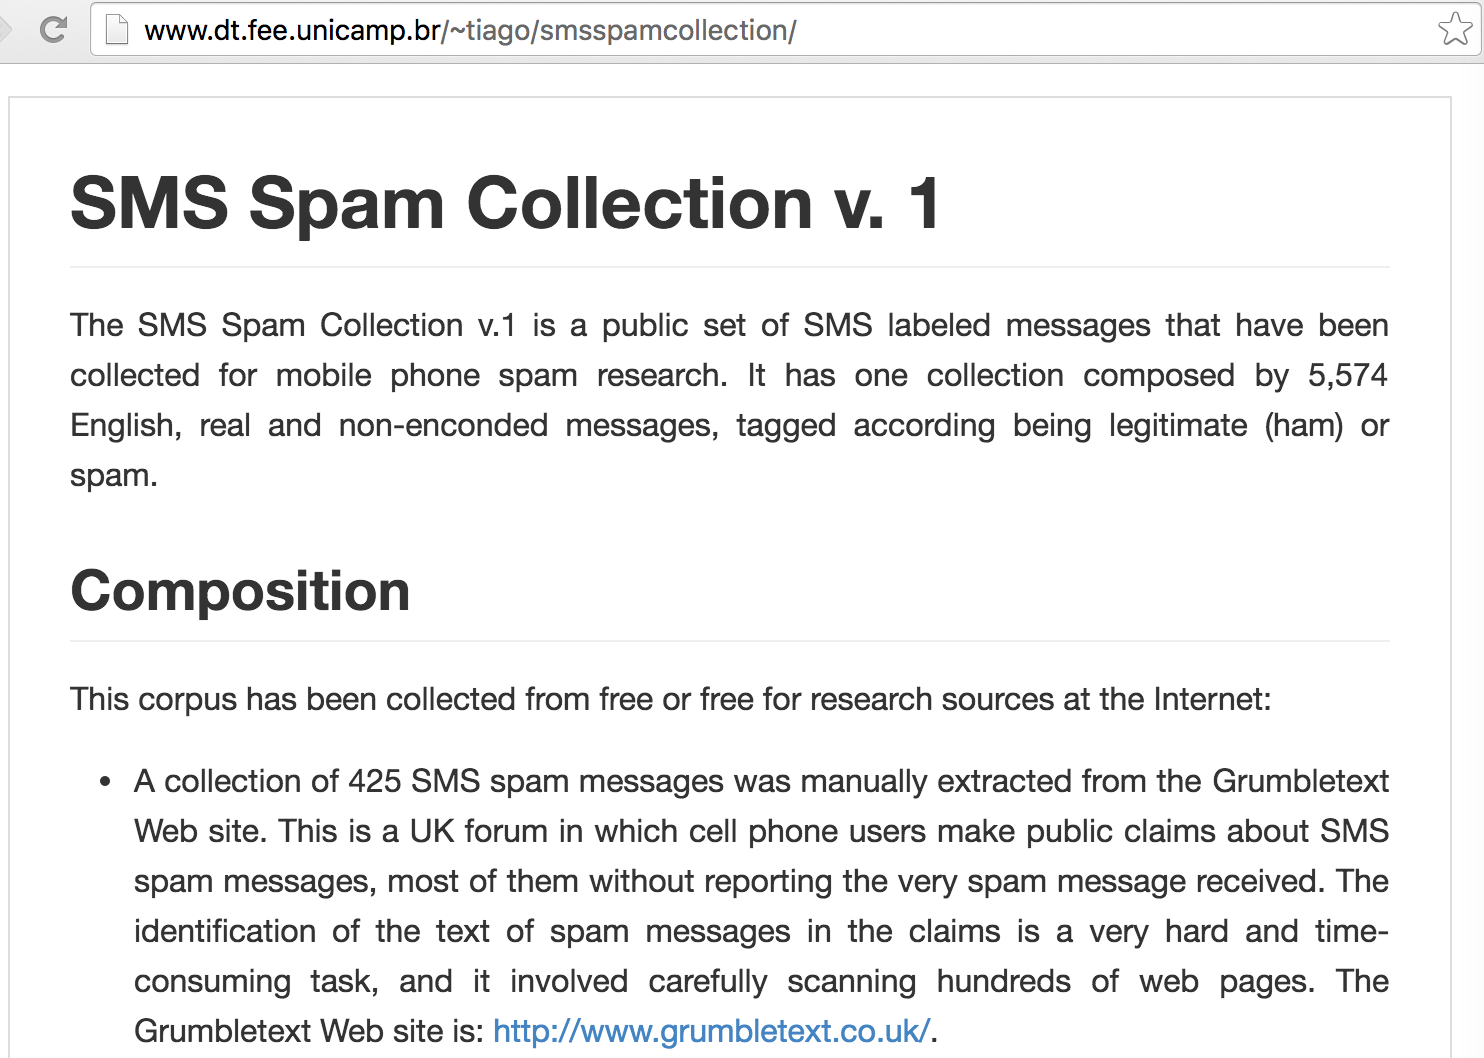 www.dt.fee.unicamp.br/~tiago/smsspamcollection/
SMS Spam Collection v. 1
The SMS Spam Collection v.1 is a public set of SMS labeled messages that have been
collected for mobile phone spam research. It has one collection composed by 5,574
English, real and non-enconded messages, tagged according being legitimate (ham) or
spam.
Composition
This corpus has been collected from free or free for research sources at the Internet:
• A collection of 425 SMS spam messages was manually extracted from the Grumbletext
Web site. This is a UK forum in which cell phone users make public claims about SMS
spam messages, most of them without reporting the very spam message received. The
identification of the text of spam messages in the claims is a very hard and time-
consuming task, and it involved carefully scanning hundreds of web pages. The
Grumbletext Web site is: http://www.grumbletext.co.uk/.